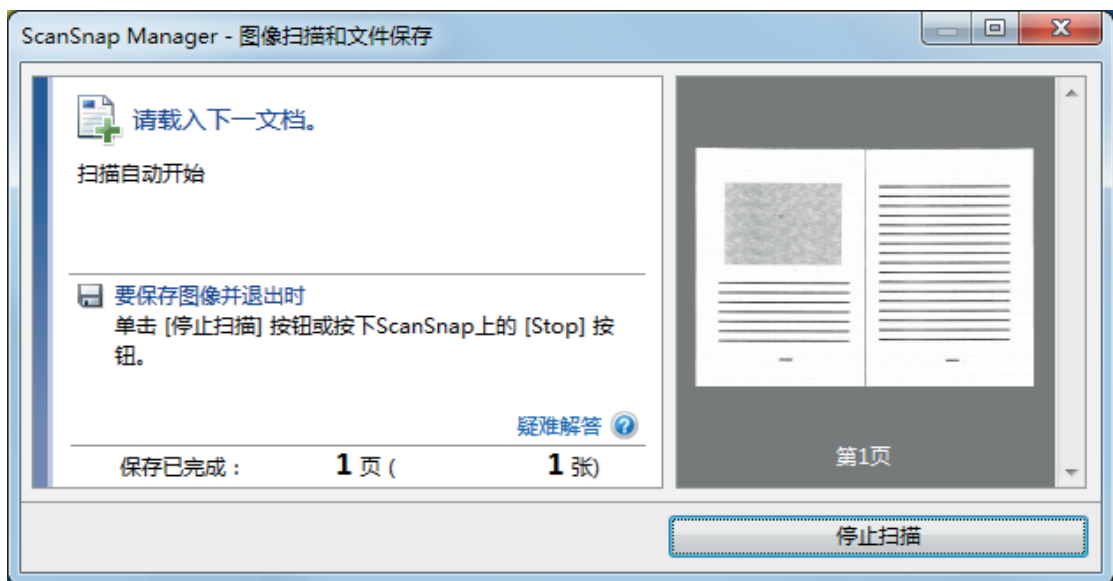 ScanSnap Manager - 图像扫描和文件保存
请载入下一文档。
扫描自动开始
要保存图像并退出时
单击 [停止扫描] 按钮或按下ScanSnap上的 [Stop] 按
钮。
疑难解答
保存已完成： 1 页 ( 1 张)
第1页
停止扫描